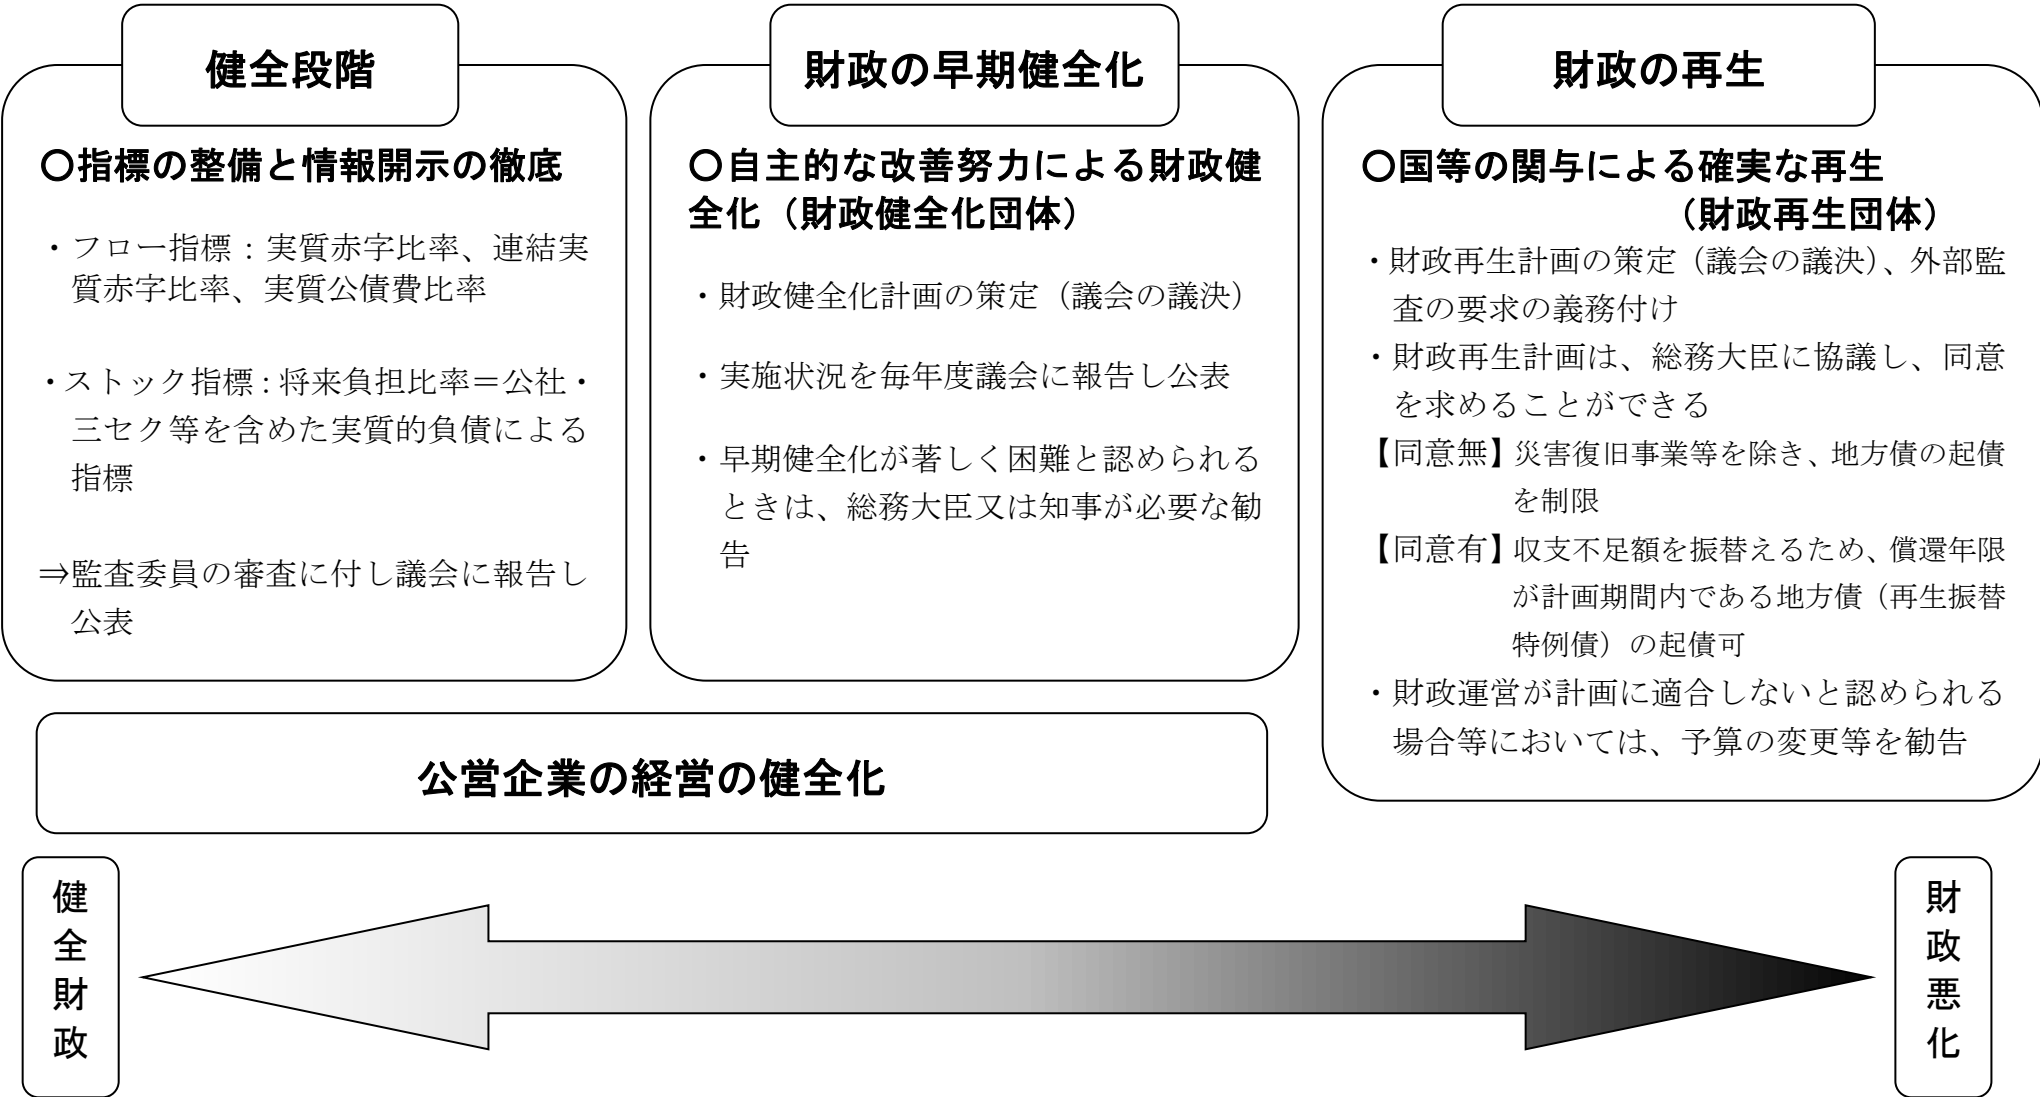 健全段階
〇指標の整備と情報開示の徹底
・フロー指標：実質赤字比率、連結実
質赤字比率、実質公債費比率
・ストック指標：将来負担比率＝公社・
三セク等を含めた実質的負債による
指標
⇒監査委員の審査に付し議会に報告し
公表
財政の早期健全化
〇自主的な改善努力による財政健
全化（財政健全化団体）
・財政健全化計画の策定（議会の議決）
・実施状況を毎年度議会に報告し公表
・早期健全化が著しく困難と認められる
ときは、総務大臣又は知事が必要な勧
告
財政の再生
〇国等の関与による確実な再生
（財政再生団体）
・財政再生計画の策定（議会の議決）、外部監
査の要求の義務付け
・財政再生計画は、総務大臣に協議し、同意
を求めることができる
【同意無】災害復旧事業等を除き、地方債の起債
を制限
【同意有】収支不足額を振替えるため、償還年限
が計画期間内である地方債（再生振替
特例債）の起債可
・財政運営が計画に適合しないと認められる
場合等においては、予算の変更等を勧告
公営企業の経営の健全化
健全財政
財政悪化